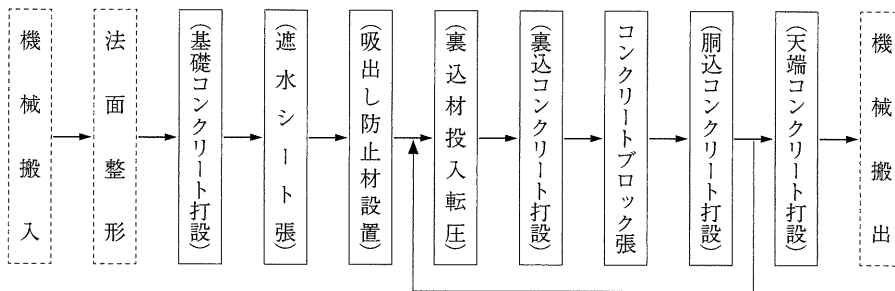 機械搬入
法面整形
(基礎コンクリート打設)
(遮水シート張)
(吸出し防止材設置)
(裏込材投入転圧)
(裏込コンクリート打設)
コンクリートブロック張
(胴込コンクリート打設)
(天端コンクリート打設)
機械搬出